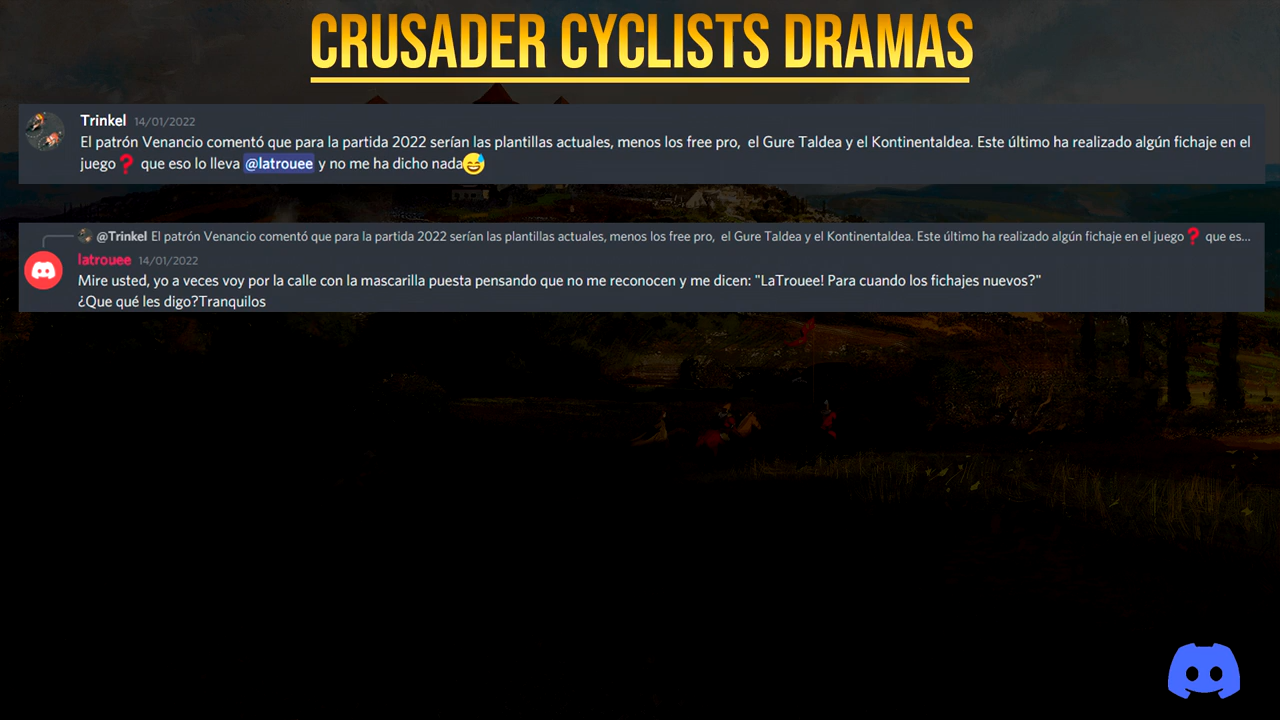 CRUSADER CYCLISTS DRAMAS
Trinkel 14/01/2022
El patrón Venancio comentó que para la partida 2022 serían las plantillas actuales, menos los free pro, el Gure Taldea y el Kontinentaldea. Este último ha realizado algún fichaje en el
juego❓ que eso lo lleva @latrouee y no me ha dicho nada😅
@Trinkel El patrón Venancio comentó que para la partida 2022 serían las plantillas actuales, menos los free pro, el Gure Taldea y el Kontinentaldea. Este último ha realizado algún fichaje en el juego❓ que es...
latrouee 14/01/2022
Mire usted, yo a veces voy por la calle con la mascarilla puesta pensando que no me reconocen y me dicen: "LaTrouee! Para cuando los fichajes nuevos?"
¿Que qué les digo?Tranquilos